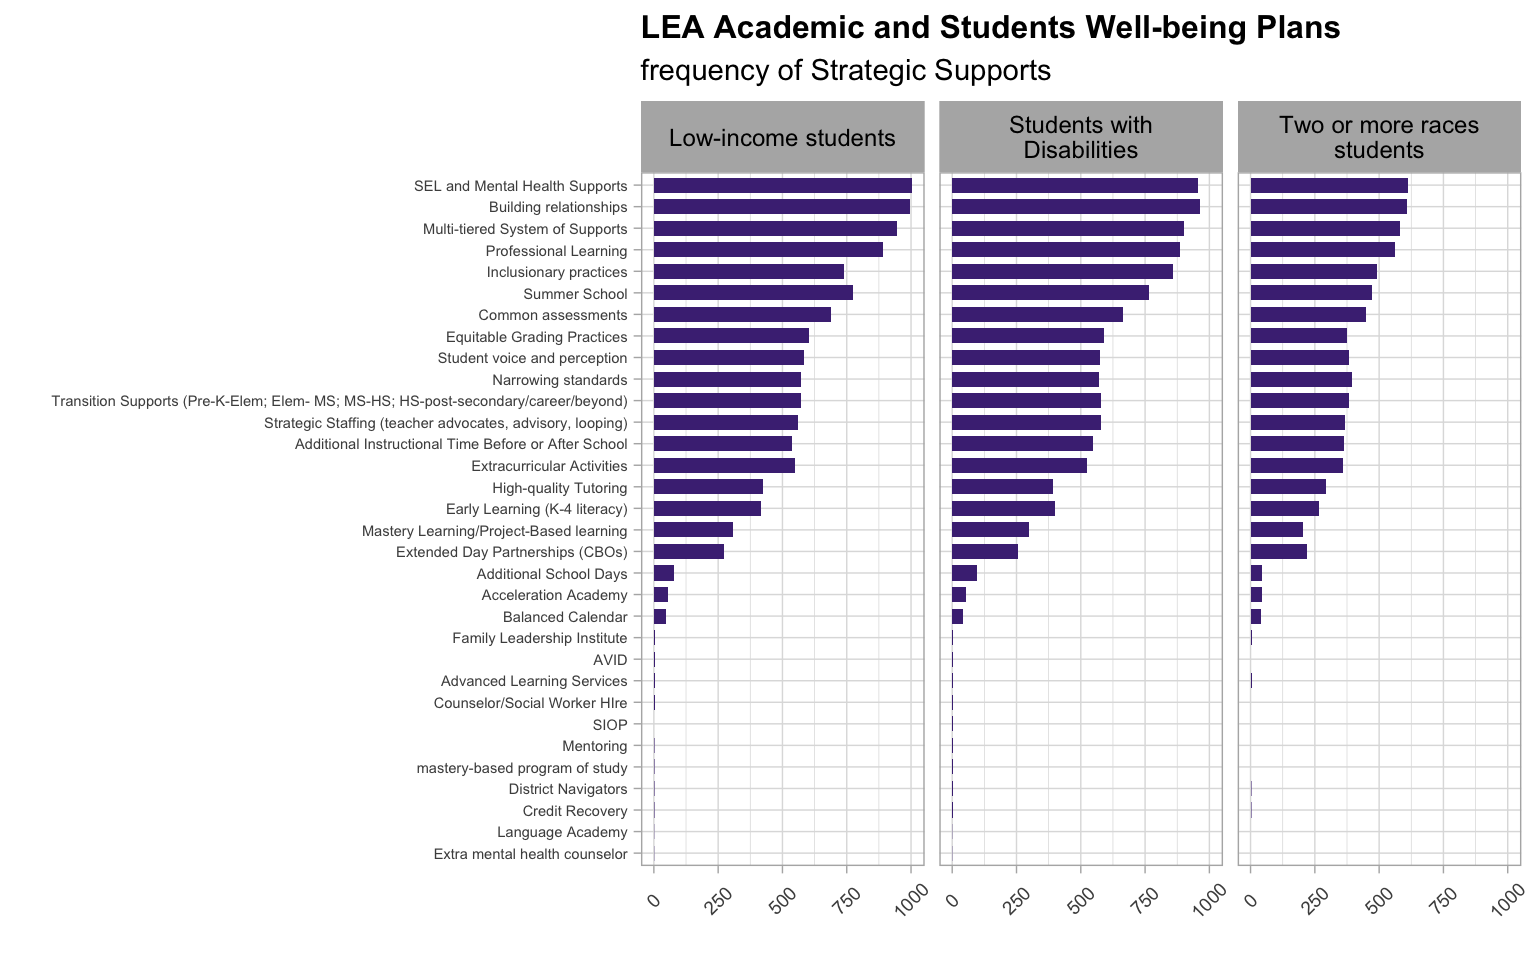 LEA Academic and Students Well-being Plans
frequency of Strategic Supports
Low-income students
Students with
Disabilities
Two or more races
students
SEL and Mental Health Supports
Building relationships
Multi-tiered System of Supports
Professional Learning
Inclusionary practices
Summer School
Common assessments
Equitable Grading Practices
Student voice and perception
Narrowing standards
Transition Supports (Pre-K-Elem; Elem- MS; MS-HS; HS-post-secondary/career/beyond)
Strategic Staffing (teacher advocates, advisory, looping)
Additional Instructional Time Before or After School
Extracurricular Activities
High-quality Tutoring
Early Learning (K-4 literacy)
Mastery Learning/Project-Based learning
Extended Day Partnerships (CBOs)
Additional School Days
Acceleration Academy
Balanced Calendar
Family Leadership Institute
AVID
Advanced Learning Services
Counselor/Social Worker HIre
SIOP
Mentoring
mastery-based program of study
District Navigators
Credit Recovery
Language Academy
Extra mental health counselor
0 250 500 750 1000
0 250 500 750 1000
0 250 500 750 1000